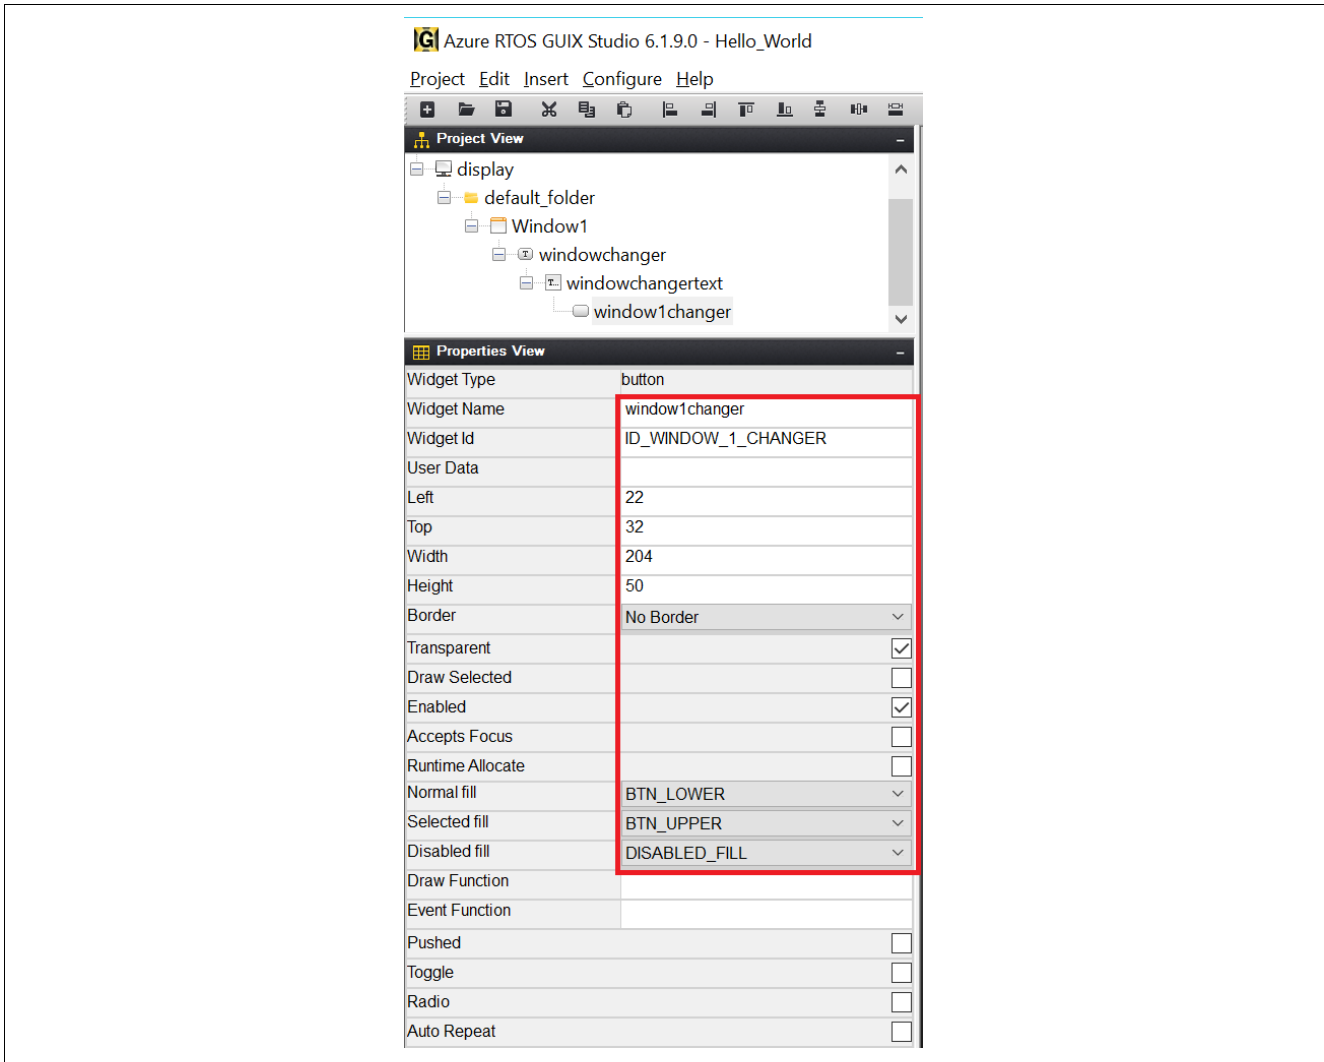 G Azure RTOS GUIX Studio 6.1.9.0 - Hello_World
Project Edit Insert Configure Help
Project View
display
default_folder
Window1
T windowchanger
T... windowchangertext
window1changer
Properties View
Widget Type button
Widget Name window1changer
Widget Id ID_WINDOW_1_CHANGER
User Data
Left 22
Top 32
Width 204
Height 50
Border No Border
Transparent
Draw Selected
Enabled
Accepts Focus
Runtime Allocate
Normal fill BTN_LOWER
Selected fill BTN_UPPER
Disabled fill DISABLED_FILL
Draw Function
Event Function
Pushed
Toggle
Radio
Auto Repeat